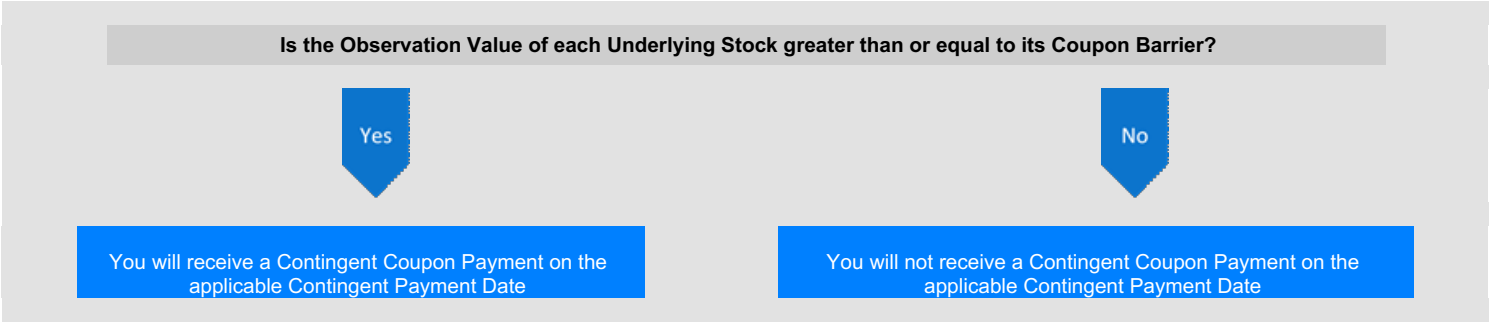 Is the Observation Value of each Underlying Stock greater than or equal to its Coupon Barrier?
Yes
No
You will receive a Contingent Coupon Payment on the
applicable Contingent Payment Date
You will not receive a Contingent Coupon Payment on the
applicable Contingent Payment Date